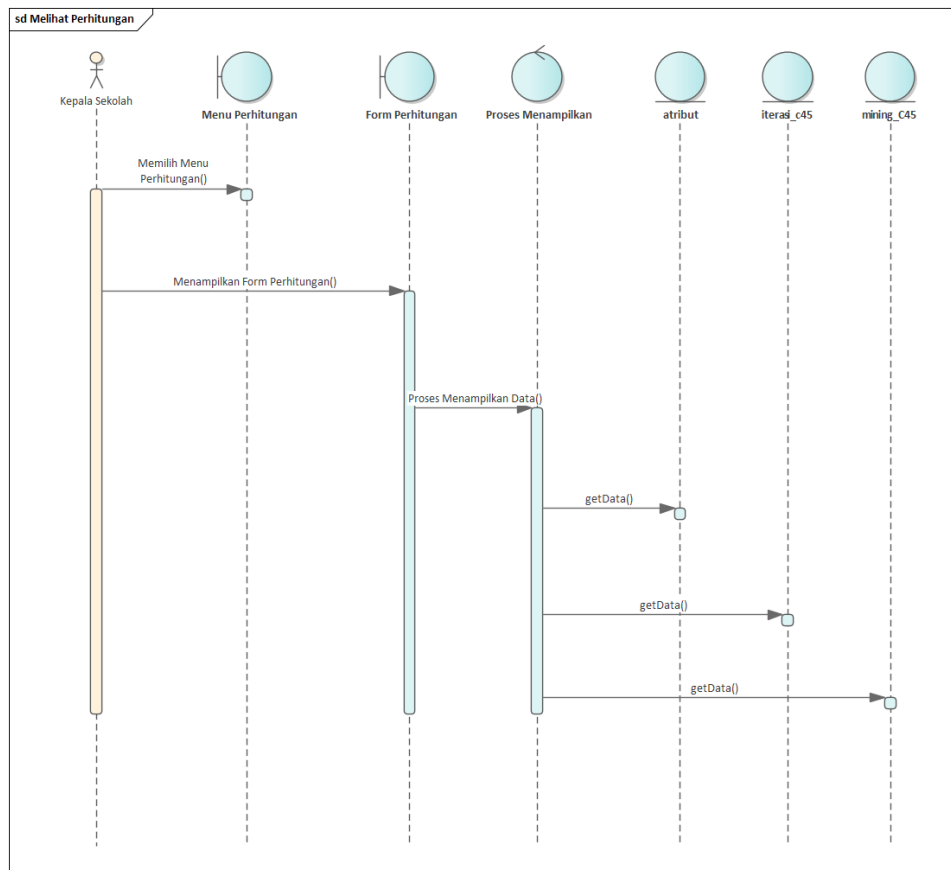 sd Melihat Perhitungan
Kepala Sekolah
Menu Perhitungan
Form Perhitungan
Proses Menampilkan
atribut
iterasi_c45
mining_C45
Memilih Menu
Perhitungan()
Menampilkan Form Perhitungan()
Proses Menampilkan Data()
getData()
getData()
getData()